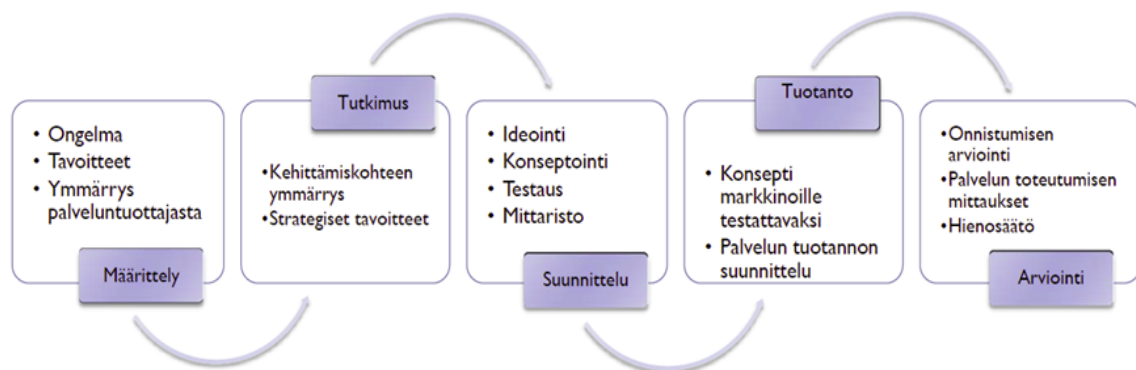 • Ongelma
• Tavoitteet
• Ymmärrys
palveluntuottajasta
Määrittely
Tutkimus
•Kehittämiskohteen
ymmärrys
•Strategiset tavoitteet
• Ideointi
• Konseptointi
• Testaus
• Mittaristo
Suunnittelu
Tuotanto
• Konsepti
markkinoille
testattavaksi
• Palvelun tuotannon
suunnittelu
•Onnistumisen
arviointi
•Palvelun toteutumisen
mittaukset
•Hienosäätö
Arviointi